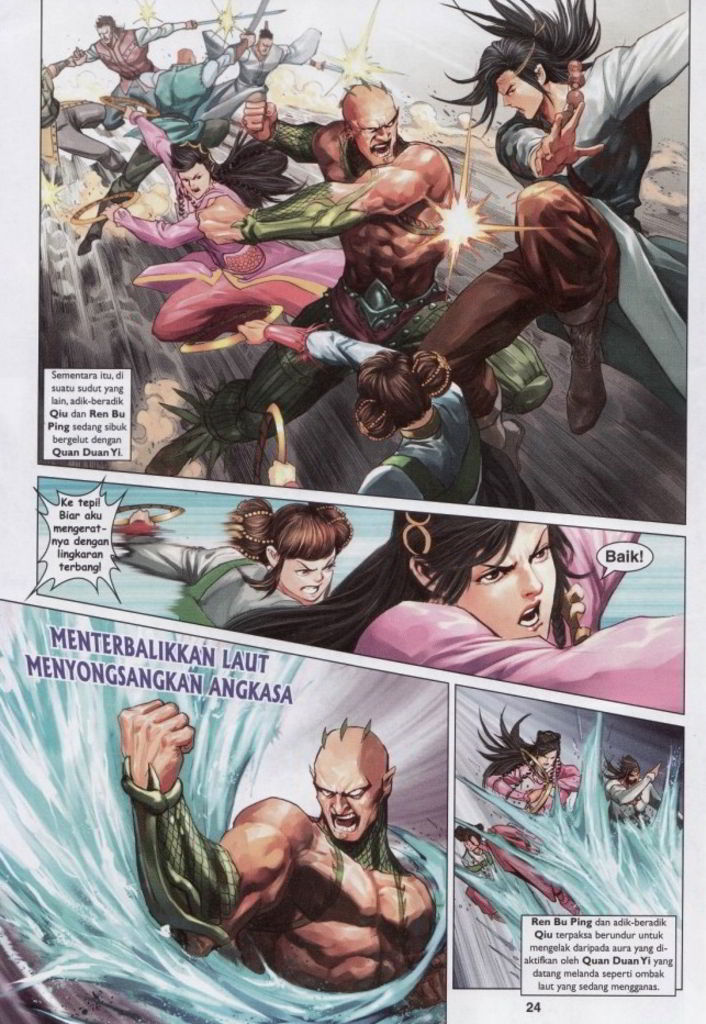 Sementara itu, di
suatu sudut yang
lain, adik-beradik
Qiu dan Ren Bu
Ping sedang sibuk
bergelut dengan
Quan Duan Yi.
Ke tepi!
Biar aku
mengerat-
nya dengan
lingkaran
terbang!
Baik!
MENTERBALIKKAN LAUT
MENYONGSANGKAN ANGKASA
Ren Bu Ping dan adik-beradik
Qiu terpaksa berundur untuk
mengelak daripada aura yang di-
aktifkan oleh Quan Duan Yi yang
datang melanda seperti ombak
laut yang sedang mengganas.
24